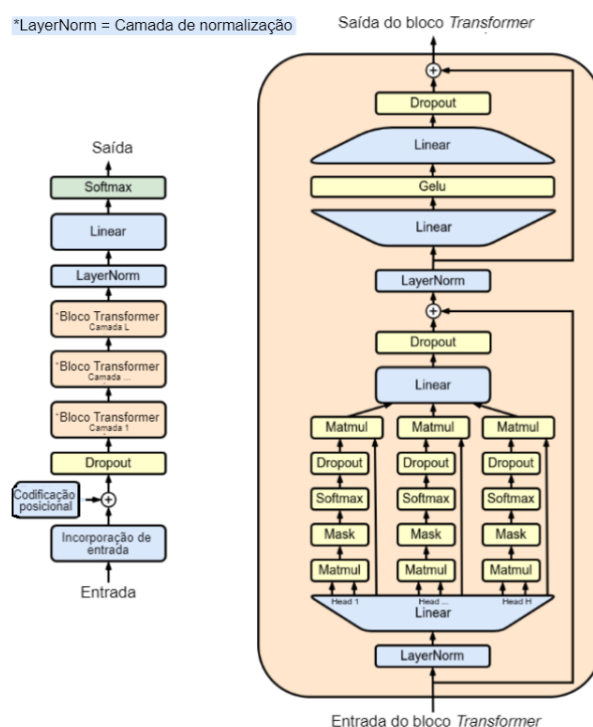 *LayerNorm = Camada de normalização
Saída
Softmax
Linear
LayerNorm
*Bloco Transformer
Camada L
*Bloco Transformer
Camada ...
*Bloco Transformer
Camada 1
Dropout
Codificação
posicional
+
Incorporação de
entrada
Entrada
Saída do bloco Transformer
+
Dropout
Linear
Gelu
Linear
LayerNorm
+
Dropout
Linear
Matmul Matmul Matmul
Dropout Dropout Dropout
Softmax Softmax Softmax
Mask Mask Mask
Matmul Matmul Matmul
Head 1 Head ... Head H
Linear
LayerNorm
Entrada do bloco Transformer